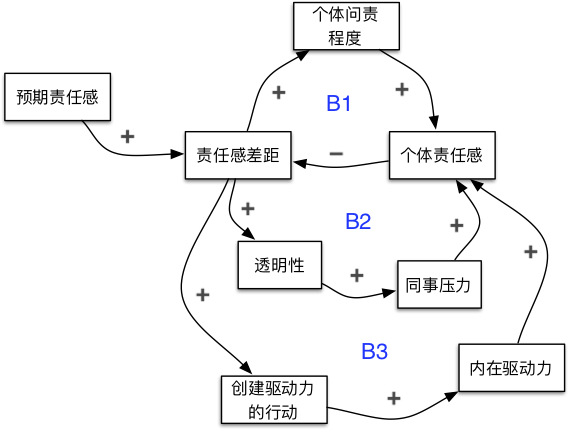 个体问责
程度
+
B1
+
预期责任感
+
责任感差距
−
个体责任感
+
B2
+
透明性
+
同事压力
+
+
B3
内在驱动力
创建驱动力
的行动
+